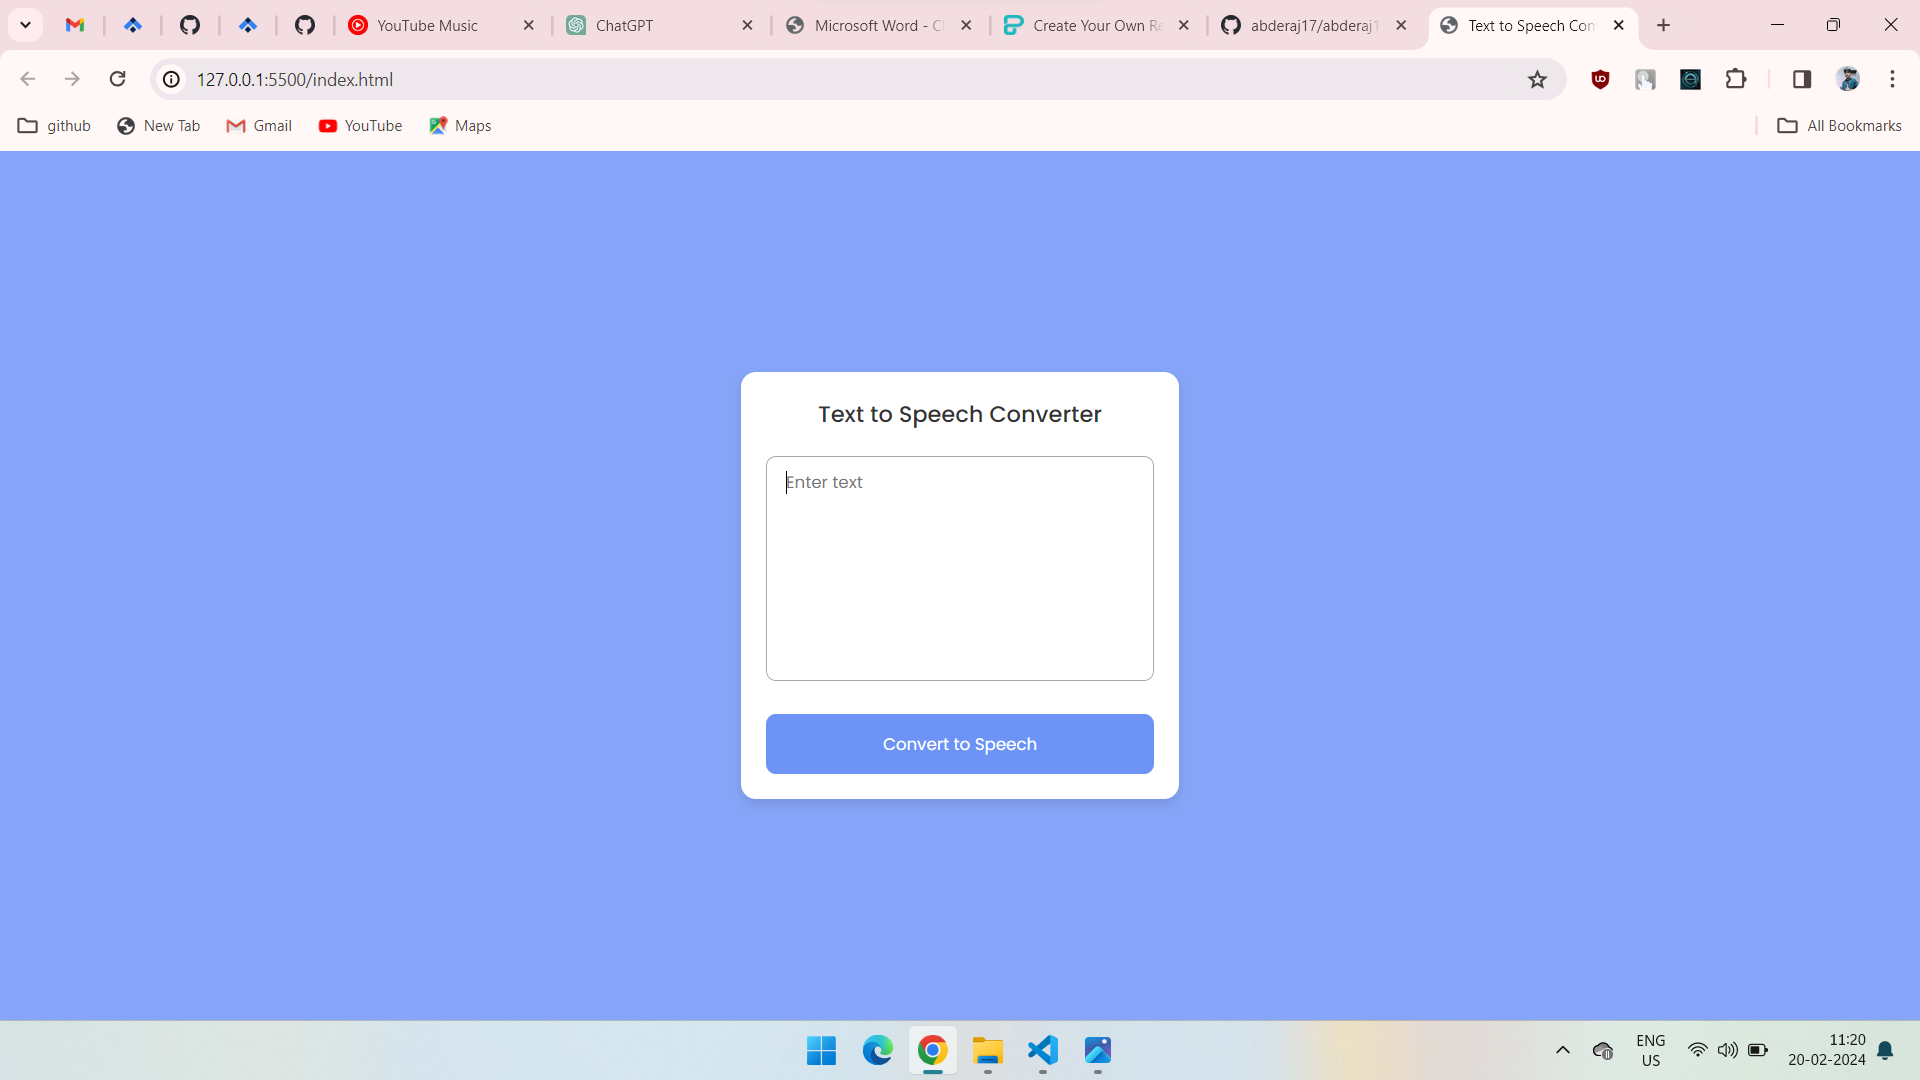 YouTube Music
ChatGPT
Microsoft Word - C
Create Your Own Re
abderaj17/abderaj1
Text to Speech Con
127.0.0.1:5500/index.html
github
New Tab
Gmail
YouTube
Maps
All Bookmarks
Text to Speech Converter
Enter text
Convert to Speech
ENG
US
11:20
20-02-2024